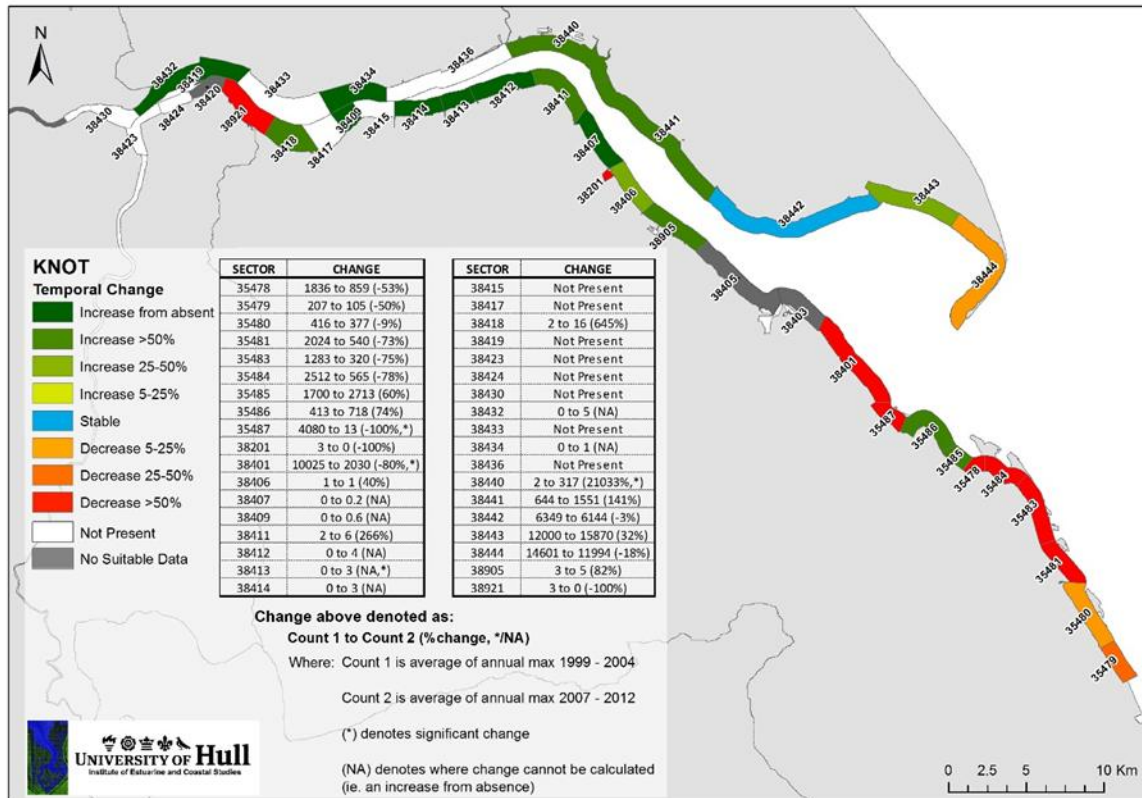 N
38432
38419
38433
38434
38436
38440
38430
38424
38420
38423
38921
38418
38417
38409
38415
38414
38413
38412
38411
38407
38441
38201
38406
38905
38442
38443
38444
38405
38403
38401
35487
35486
35485
35478
35484
35483
35481
35480
35479
KNOT
Temporal Change
Increase from absent
Increase >50%
Increase 25-50%
Increase 5-25%
Stable
Decrease 5-25%
Decrease 25-50%
Decrease >50%
Not Present
No Suitable Data
SECTOR CHANGE
35478 1836 to 859 (-53%)
35479 207 to 105 (-50%)
35480 416 to 377 (-9%)
35481 2024 to 540 (-73%)
35483 1283 to 320 (-75%)
35484 2512 to 565 (-78%)
35485 1700 to 2713 (60%)
35486 413 to 718 (74%)
35487 4080 to 13 (-100%,*)
38201 3 to 0 (-100%)
38401 10025 to 2030 (-80%,*)
38406 1 to 1 (40%)
38407 0 to 0.2 (NA)
38409 0 to 0.6 (NA)
38411 2 to 6 (266%)
38412 0 to 4 (NA)
38413 0 to 3 (NA,*)
38414 0 to 3 (NA)
SECTOR CHANGE
38415 Not Present
38417 Not Present
38418 2 to 16 (645%)
38419 Not Present
38423 Not Present
38424 Not Present
38430 Not Present
38432 0 to 5 (NA)
38433 Not Present
38434 0 to 1 (NA)
38436 Not Present
38440 2 to 317 (21033%,*)
38441 644 to 1551 (141%)
38442 6349 to 6144 (-3%)
38443 12000 to 15870 (32%)
38444 14601 to 11994 (-18%)
38905 3 to 5 (82%)
38921 3 to 0 (-100%)
Change above denoted as:
Count 1 to Count 2 (%change, */NA)
Where: Count 1 is average of annual max 1999 - 2004
Count 2 is average of annual max 2007 - 2012
(*) denotes significant change
(NA) denotes where change cannot be calculated
(ie. an increase from absence)
UNIVERSITY OF Hull
Institute of Estuarine and Coastal Studies
0 2.5 5 10 Km